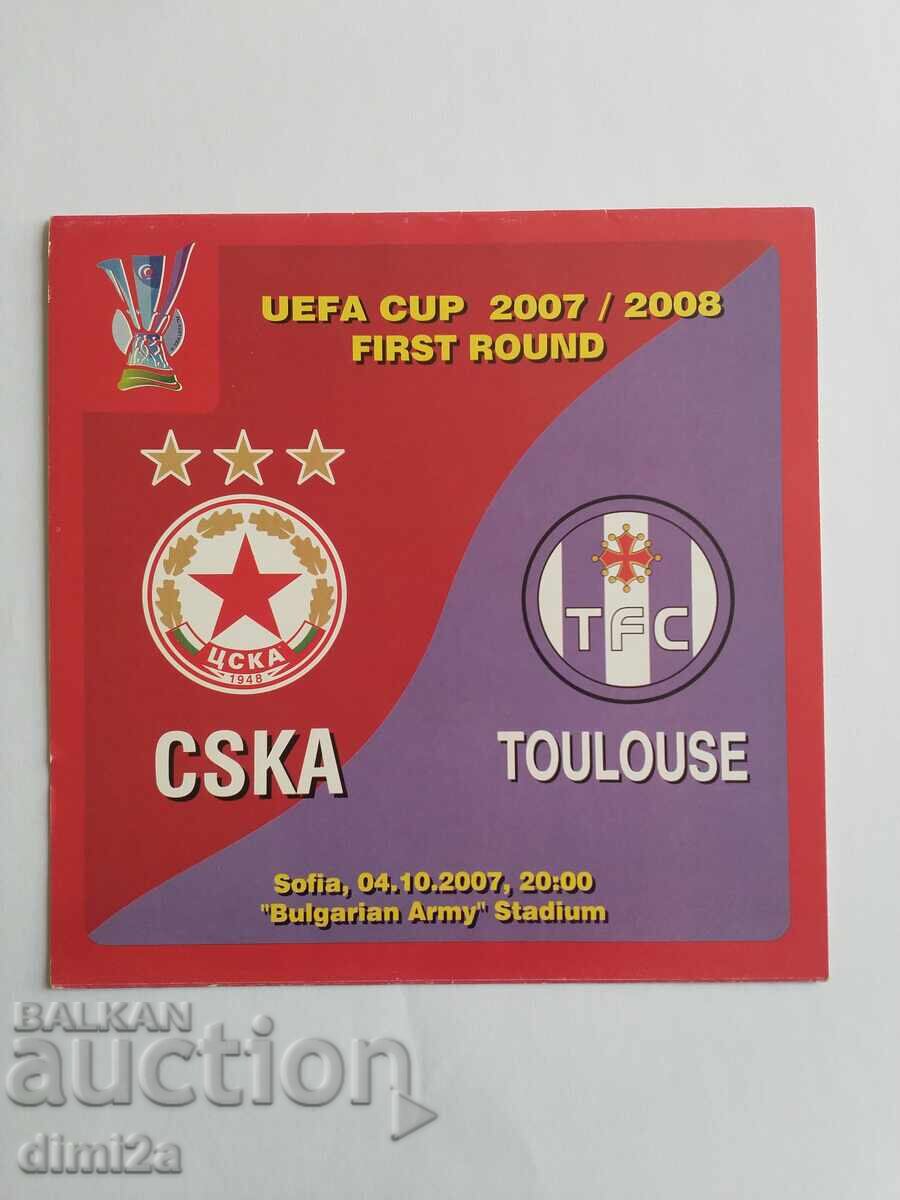 UEFA CUP 2007 / 2008
FIRST ROUND
ЦСКА
1948
TFC
CSKA
TOULOUSE
Sofia, 04.10.2007, 20:00
"Bulgarian Army" Stadium
BALKAN
auction
dimi2a